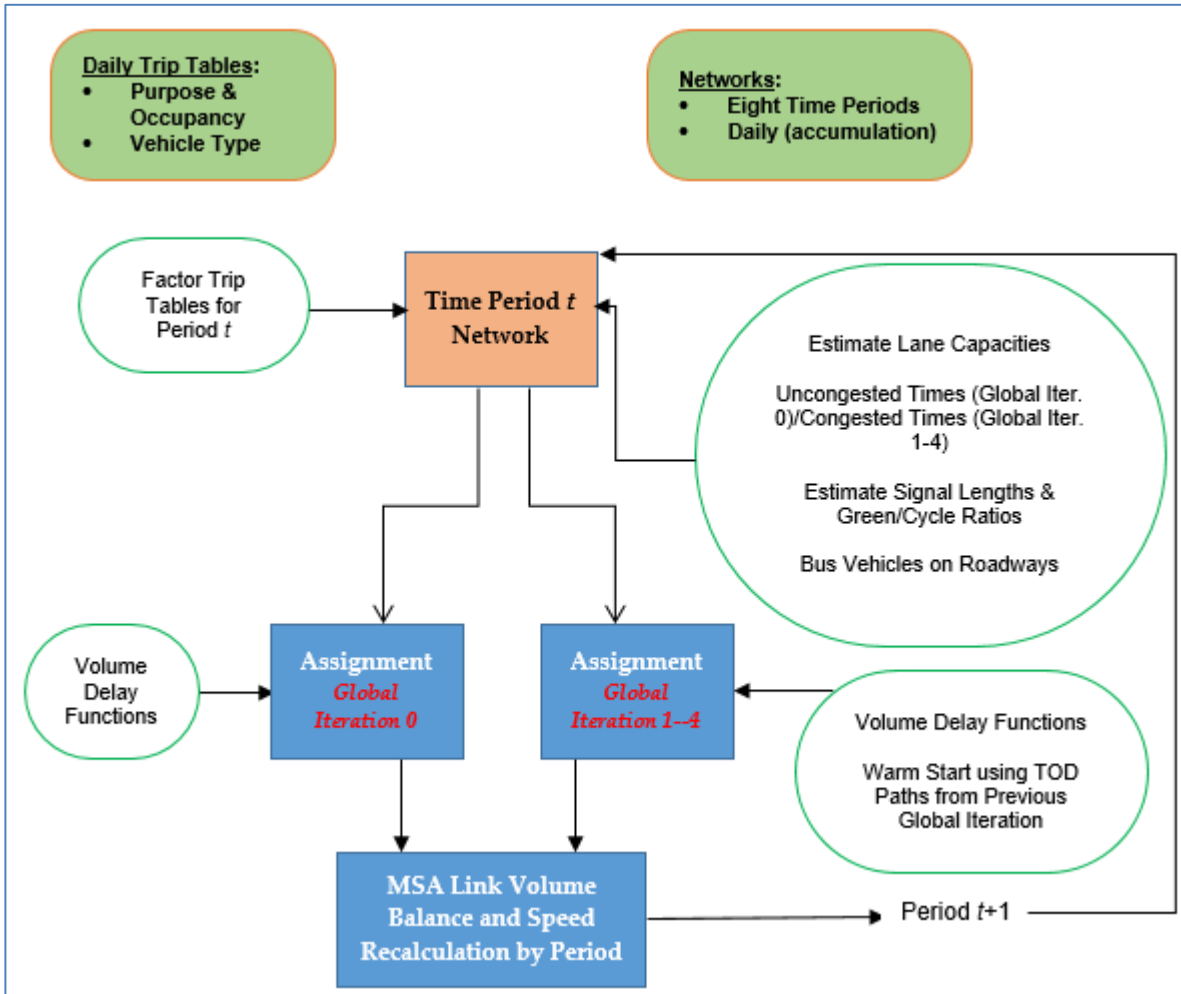 Daily Trip Tables:
• Purpose &
Occupancy
• Vehicle Type
Networks:
• Eight Time Periods
• Daily (accumulation)
Factor Trip
Tables for
Period t
Time Period t
Network
Estimate Lane Capacities
Uncongested Times (Global Iter.
0)/Congested Times (Global Iter.
1-4)
Estimate Signal Lengths &
Green/Cycle Ratios
Bus Vehicles on Roadways
Volume
Delay
Functions
Assignment
Global
Iteration 0
Assignment
Global
Iteration 1--4
Volume Delay Functions
Warm Start using TOD
Paths from Previous
Global Iteration
MSA Link Volume
Balance and Speed
Recalculation by Period
Period t+1